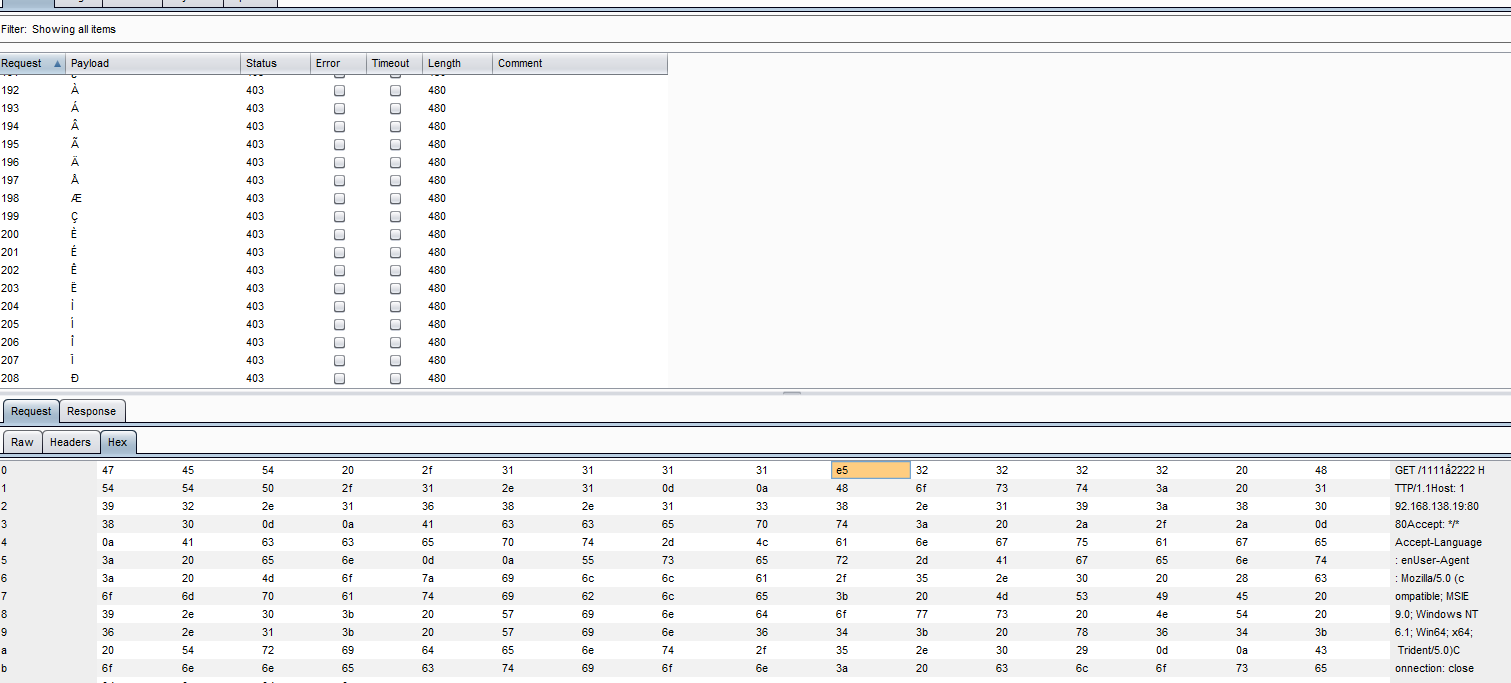 Filter: Showing all items
Request Payload Status Error Timeout Length Comment
192 À 403 480
193 Á 403 480
194 Â 403 480
195 Ã 403 480
196 Ä 403 480
197 Å 403 480
198 Æ 403 480
199 Ç 403 480
200 È 403 480
201 É 403 480
202 Ê 403 480
203 Ë 403 480
204 Ì 403 480
205 Í 403 480
206 Î 403 480
207 Ï 403 480
208 Ð 403 480
Request Response
Raw Headers Hex
0 47 45 54 20 2f 31 31 31 31 e5 32 32 32 32 20 48 GET /1111å2222 H
1 54 54 50 2f 31 2e 31 0d 0a 48 6f 73 74 3a 20 31 TTP/1.1Host: 1
2 39 32 2e 31 36 38 2e 31 33 38 2e 31 39 3a 38 30 92.168.138.19:80
3 38 30 0d 0a 41 63 63 65 70 74 3a 20 2a 2f 2a 0d 80Accept: */*
4 0a 41 63 63 65 70 74 2d 4c 61 6e 67 75 61 67 65 Accept-Language
5 3a 20 65 6e 0d 0a 55 73 65 72 2d 41 67 65 6e 74 : enUser-Agent
6 3a 20 4d 6f 7a 69 6c 6c 61 2f 35 2e 30 20 28 63 : Mozilla/5.0 (c
7 6f 6d 70 61 74 69 62 6c 65 3b 20 4d 53 49 45 20 ompatible; MSIE
8 39 2e 30 3b 20 57 69 6e 64 6f 77 73 20 4e 54 20 9.0; Windows NT
9 36 2e 31 3b 20 57 69 6e 36 34 3b 20 78 36 34 3b 6.1; Win64; x64;
a 20 54 72 69 64 65 6e 74 2f 35 2e 30 29 0d 0a 43 Trident/5.0)C
b 6f 6e 6e 65 63 74 69 6f 6e 3a 20 63 6c 6f 73 65 onnection: close